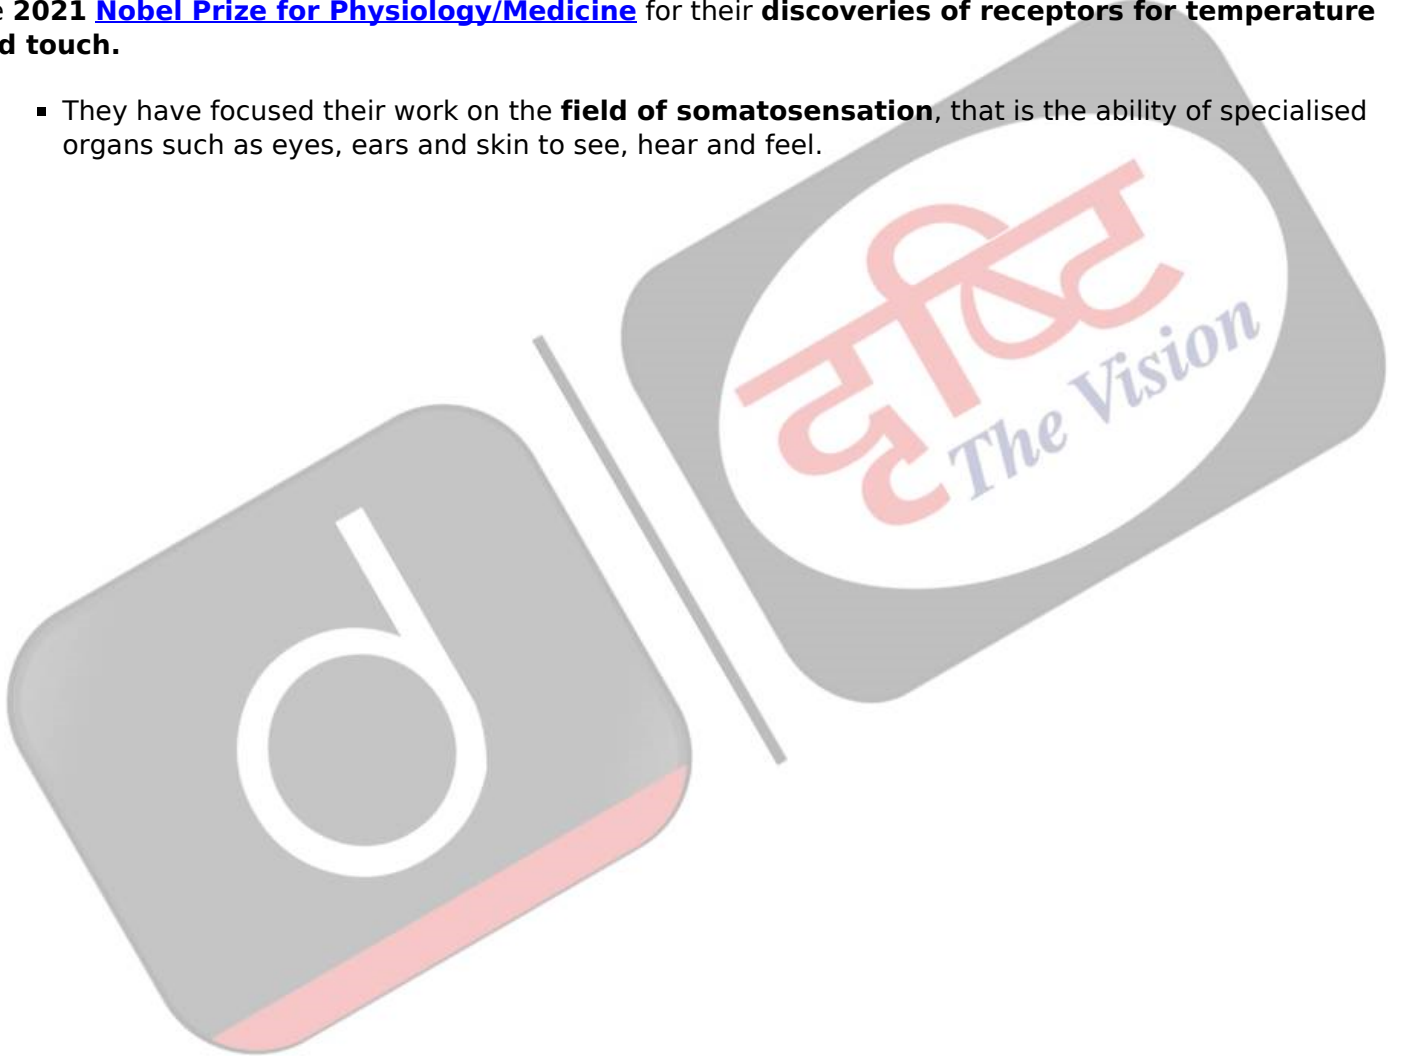 e 2021 Nobel Prize for Physiology/Medicine for their discoveries of receptors for temperature
d touch.
▪ They have focused their work on the field of somatosensation, that is the ability of specialised
organs such as eyes, ears and skin to see, hear and feel.
दृष्टि
The Vision
d